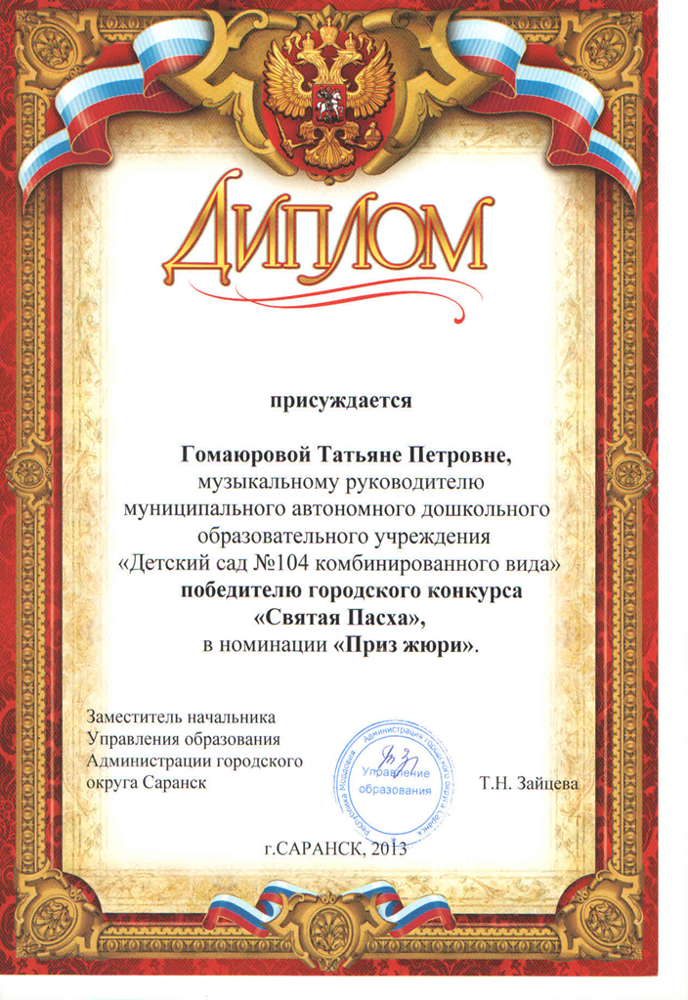 Диплом
присуждается
Гомаюровой Татьяне Петровне,
музыкальному руководителю
муниципального автономного дошкольного
образовательного учреждения
«Детский сад №104 комбинированного вида»
победителю городского конкурса
«Святая Пасха»,
в номинации «Приз жюри».
Заместитель начальника
Управления образования
Администрации городского
округа Саранск
Республика Мордовия Администрация городского округа Саранск
Управление
образования
Т.Н. Зайцева
г.САРАНСК, 2013